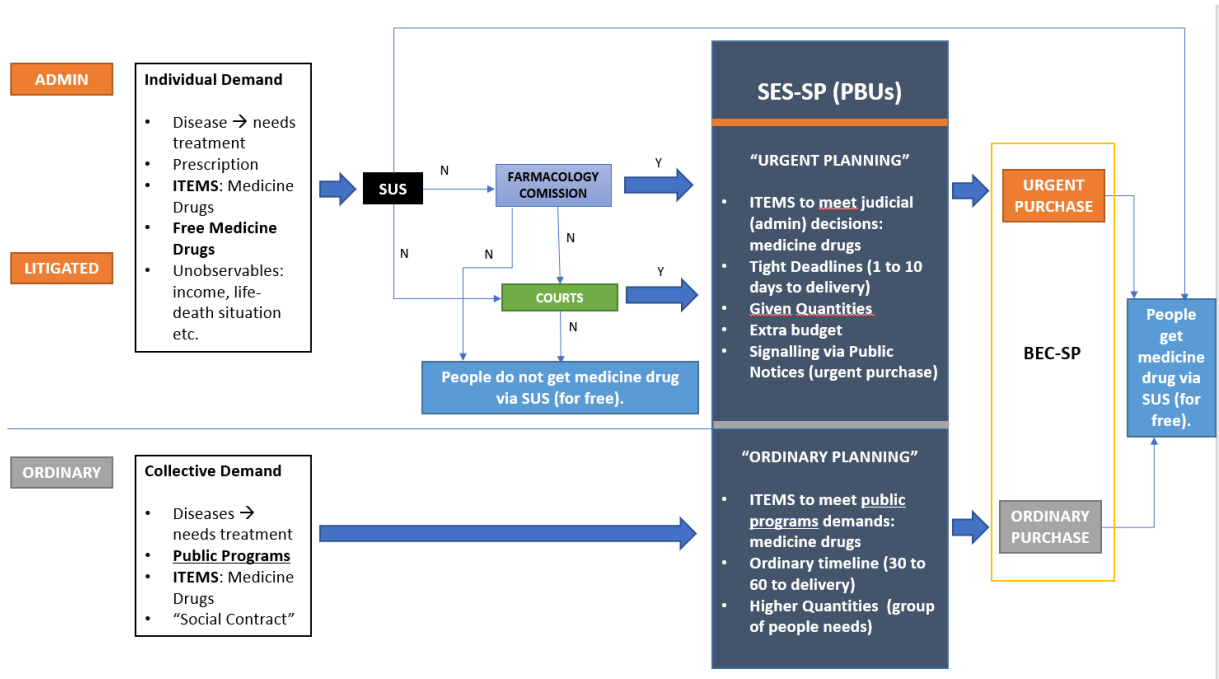 ADMIN
LITIGATED
Individual Demand
• Disease → needs
treatment
• Prescription
• ITEMS: Medicine
Drugs
• Free Medicine
Drugs
• Unobservables:
income, life-
death situation
etc.
SUS
N
N
FARMACOLOGY
COMISSION
Y
N
N
COURTS
Y
N
People do not get medicine drug
via SUS (for free).
SES-SP (PBUs)
“URGENT PLANNING”
• ITEMS to meet judicial
(admin) decisions:
medicine drugs
• Tight Deadlines (1 to 10
days to delivery)
• Given Quantities
• Extra budget
• Signalling via Public
Notices (urgent purchase)
URGENT
PURCHASE
BEC-SP
People
get
medicine
drug via
SUS (for
free).
ORDINARY
Collective Demand
• Diseases →
needs treatment
• Public Programs
• ITEMS: Medicine
Drugs
• “Social Contract”
“ORDINARY PLANNING”
• ITEMS to meet public
programs demands:
medicine drugs
• Ordinary timeline (30 to
60 to delivery)
• Higher Quantities (group
of people needs)
ORDINARY
PURCHASE